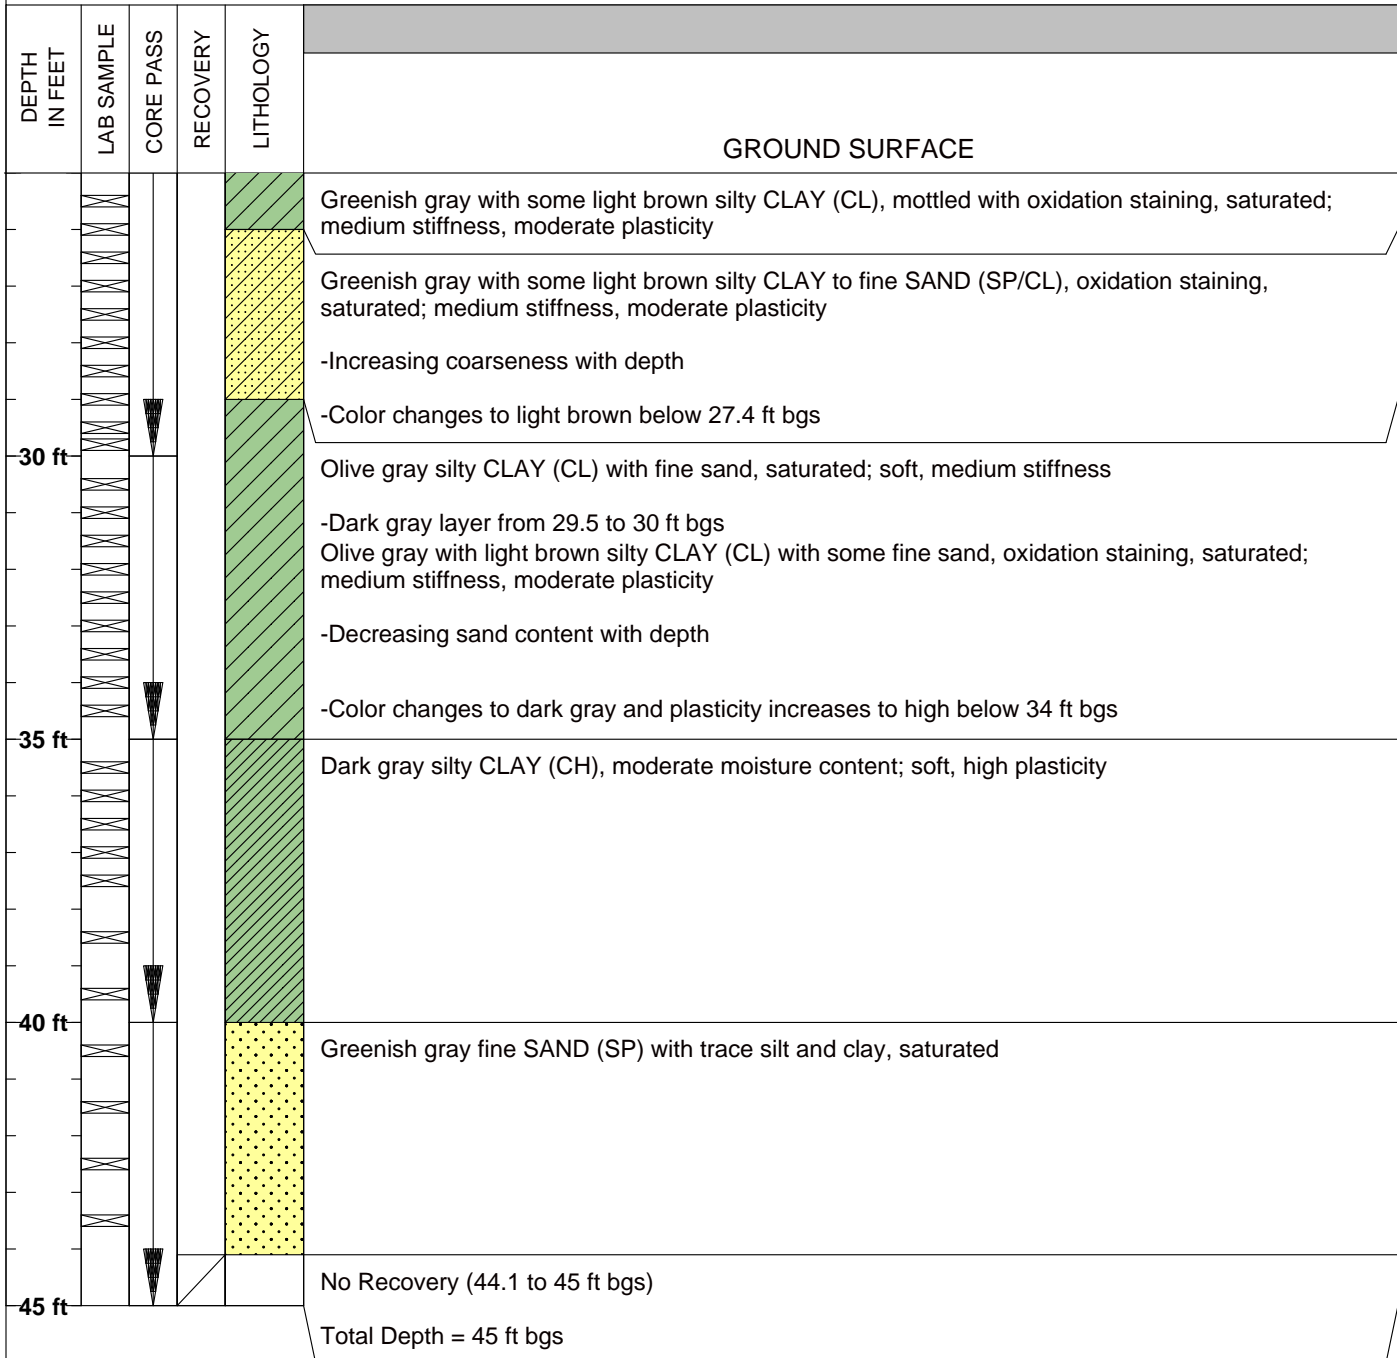 DEPTH
IN FEET
LAB SAMPLE
CORE PASS
RECOVERY
LITHOLOGY
GROUND SURFACE
Greenish gray with some light brown silty CLAY (CL), mottled with oxidation staining, saturated;
medium stiffness, moderate plasticity
Greenish gray with some light brown silty CLAY to fine SAND (SP/CL), oxidation staining,
saturated; medium stiffness, moderate plasticity
-Increasing coarseness with depth
-Color changes to light brown below 27.4 ft bgs
30 ft
Olive gray silty CLAY (CL) with fine sand, saturated; soft, medium stiffness
-Dark gray layer from 29.5 to 30 ft bgs
Olive gray with light brown silty CLAY (CL) with some fine sand, oxidation staining, saturated;
medium stiffness, moderate plasticity
-Decreasing sand content with depth
-Color changes to dark gray and plasticity increases to high below 34 ft bgs
35 ft
Dark gray silty CLAY (CH), moderate moisture content; soft, high plasticity
40 ft
Greenish gray fine SAND (SP) with trace silt and clay, saturated
No Recovery (44.1 to 45 ft bgs)
45 ft
Total Depth = 45 ft bgs